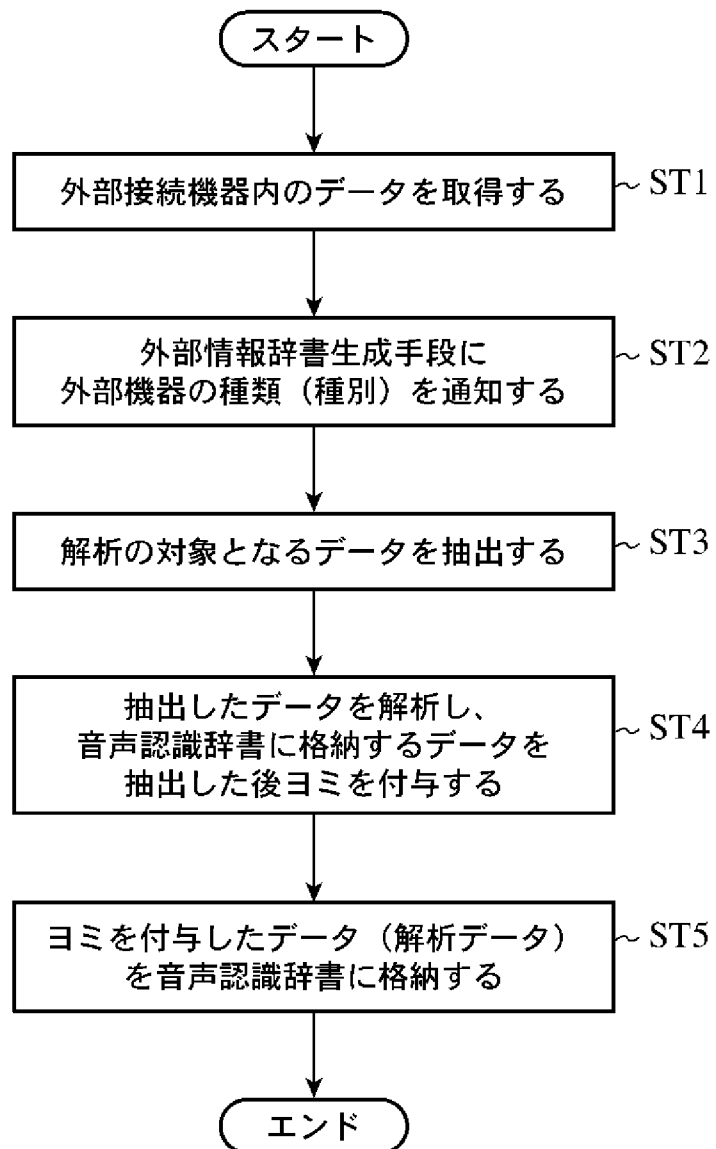 スタート
外部接続機器内のデータを取得する
~ ST1
外部情報辞書生成手段に
外部機器の種類（種別）を通知する
~ ST2
解析の対象となるデータを抽出する
~ ST3
抽出したデータを解析し、
音声認識辞書に格納するデータを
抽出した後ヨミを付与する
~ ST4
ヨミを付与したデータ（解析データ）
を音声認識辞書に格納する
~ ST5
エンド